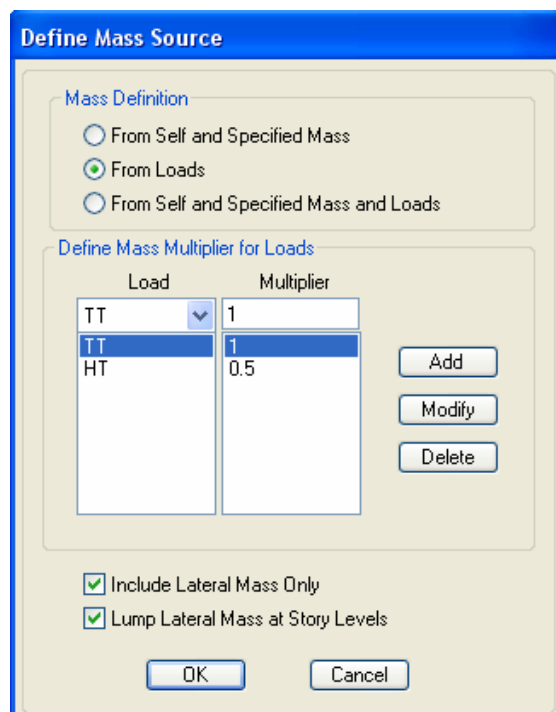 Define Mass Source
Mass Definition
From Self and Specified Mass
From Loads
From Self and Specified Mass and Loads
Define Mass Multiplier for Loads
Load Multiplier
TT 1
TT 1
HT 0.5
Add
Modify
Delete
Include Lateral Mass Only
Lump Lateral Mass at Story Levels
OK Cancel